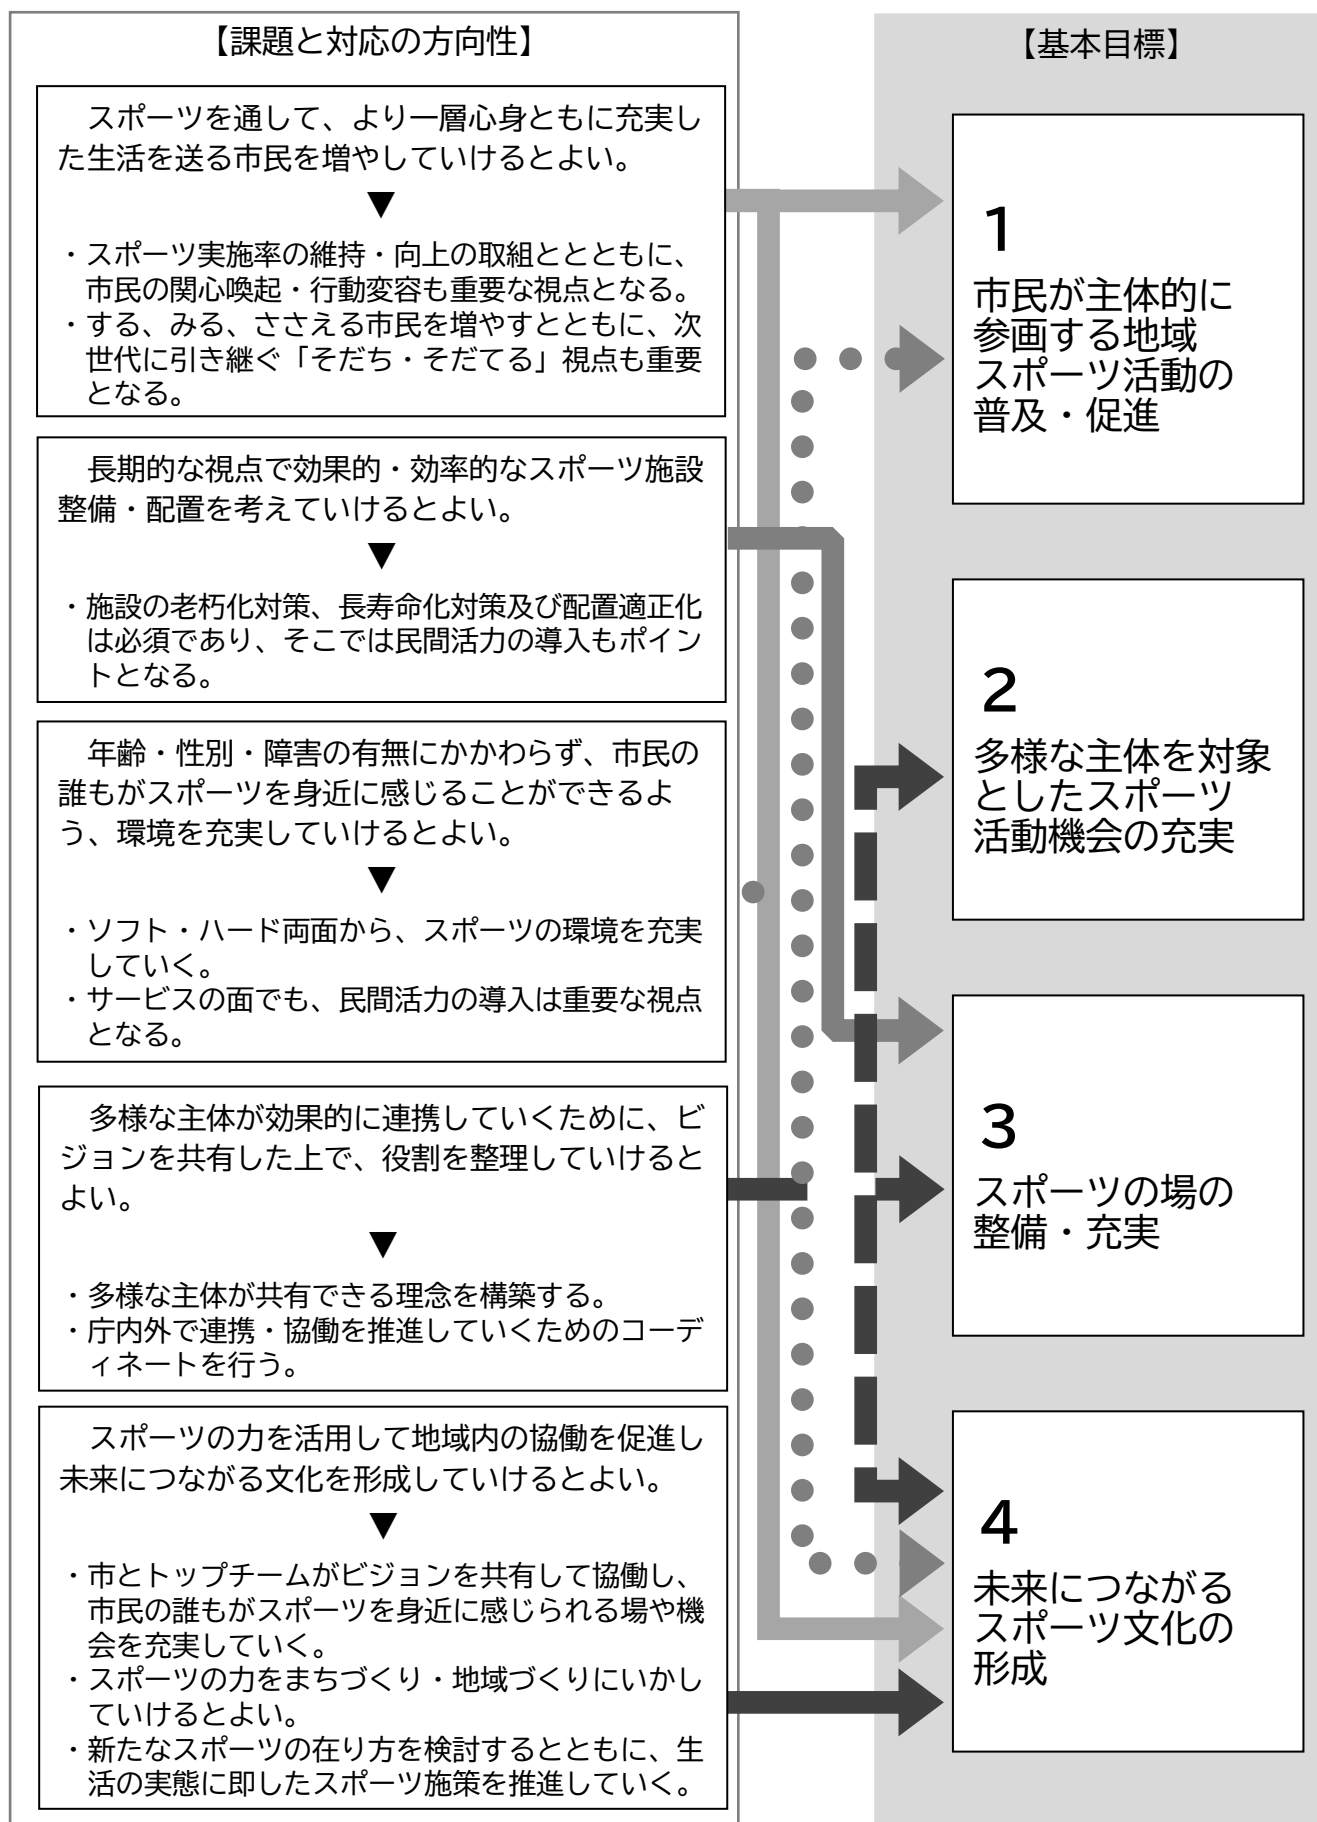 【課題と対応の方向性】
スポーツを通して、より一層心身ともに充実し
た生活を送る市民を増やしていけるとよい。
▼
・スポーツ実施率の維持・向上の取組ととともに、
市民の関心喚起・行動変容も重要な視点となる。
・する、みる、ささえる市民を増やすとともに、次
世代に引き継ぐ「そだち・そだてる」視点も重要
となる。
長期的な視点で効果的・効率的なスポーツ施設
整備・配置を考えていけるとよい。
▼
・施設の老朽化対策、長寿命化対策及び配置適正化
は必須であり、そこでは民間活力の導入もポイン
トとなる。
年齢・性別・障害の有無にかかわらず、市民の
誰もがスポーツを身近に感じることができるよ
う、環境を充実していけるとよい。
▼
・ソフト・ハード両面から、スポーツの環境を充実
していく。
・サービスの面でも、民間活力の導入は重要な視点
となる。
多様な主体が効果的に連携していくために、ビ
ジョンを共有した上で、役割を整理していけると
よい。
▼
・多様な主体が共有できる理念を構築する。
・庁内外で連携・協働を推進していくためのコーデ
ィネートを行う。
スポーツの力を活用して地域内の協働を促進し
未来につながる文化を形成していけるとよい。
▼
・市とトップチームがビジョンを共有して協働し、
市民の誰もがスポーツを身近に感じられる場や機
会を充実していく。
・スポーツの力をまちづくり・地域づくりにいかし
ていけるとよい。
・新たなスポーツの在り方を検討するとともに、生
活の実態に即したスポーツ施策を推進していく。
【基本目標】
1
市民が主体的に
参画する地域
スポーツ活動の
普及・促進
2
多様な主体を対象
としたスポーツ
活動機会の充実
3
スポーツの場の
整備・充実
4
未来につながる
スポーツ文化の
形成